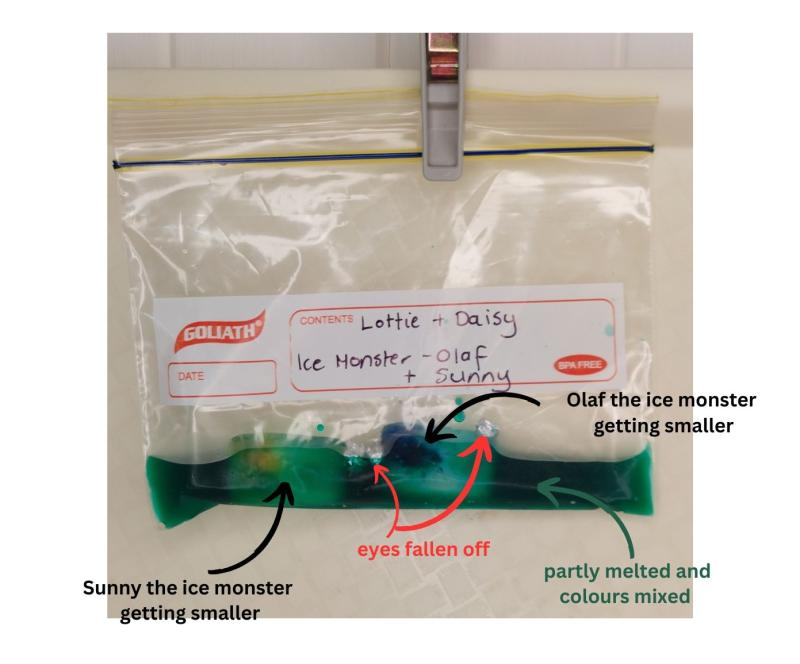 GOLIATH®
CONTENTS Lottie + Daisy
Ice Monster - Olaf
+ Sunny
DATE
BPA FREE
Olaf the ice monster
getting smaller
eyes fallen off
partly melted and
colours mixed
Sunny the ice monster
getting smaller